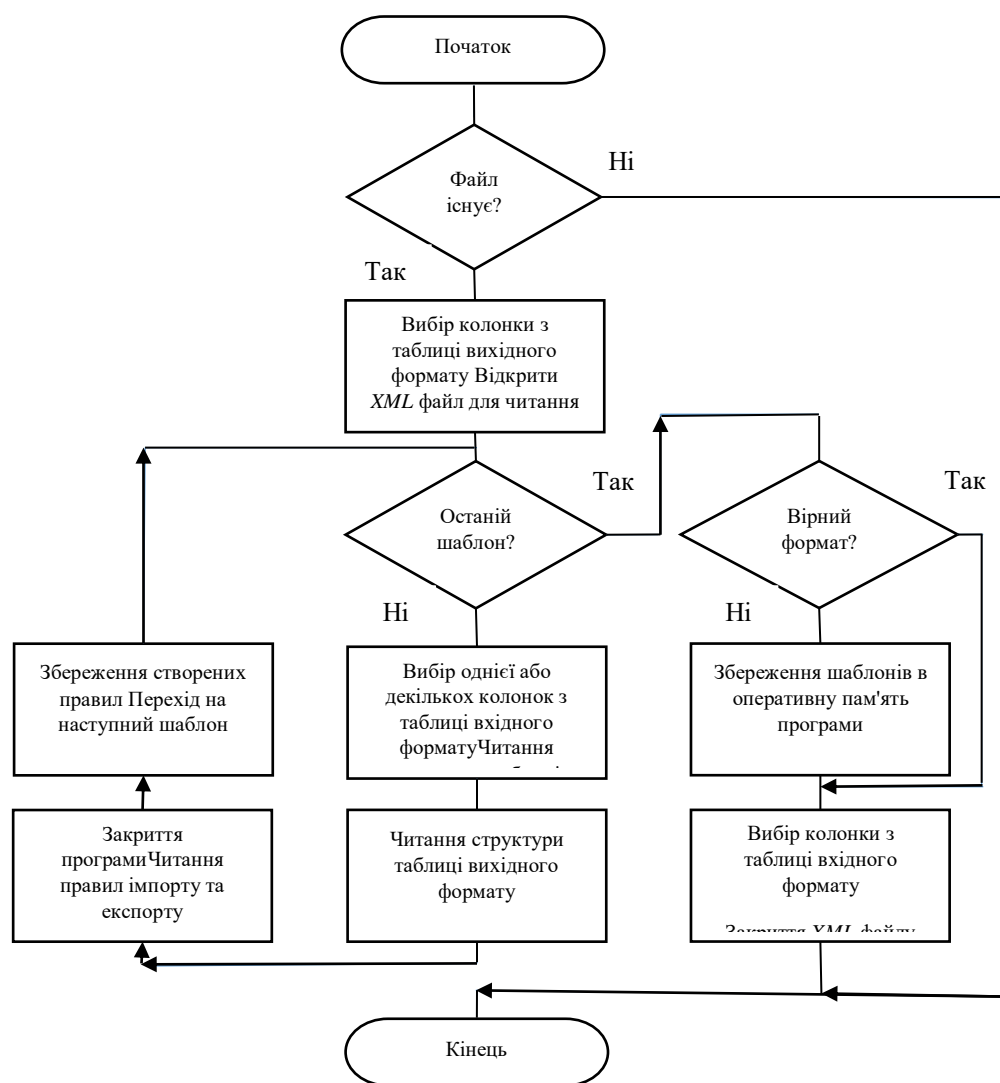 Початок
Ні
Файл
існує?
Так
Вибір колонки з
таблиці вихідного
формату Відкрити
XML файл для читання
Останій
шаблон?
Так
Вірний
формат?
Так
Ні
Ні
Збереження створених
правил Перехід на
наступний шаблон
Вибір однієї або
декількох колонок з
таблиці вхідного
форматуЧитання
Збереження шаблонів в
оперативну пам'ять
програми
Закриття
програмиЧитання
правил імпорту та
експорту
Читання структури
таблиці вихідного
формату
Вибір колонки з
таблиці вхідного
формату
Закриття XML файлу
Кінець